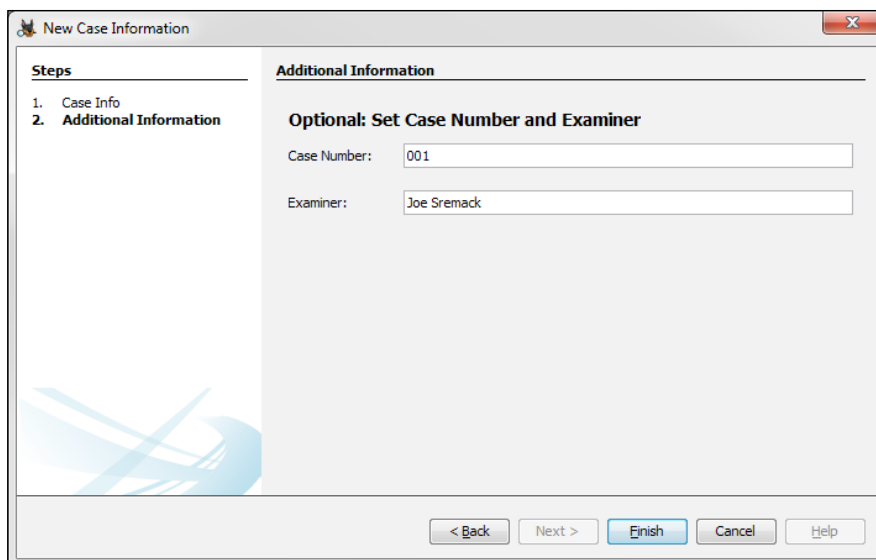 New Case Information
Steps
1. Case Info
2. Additional Information
Additional Information
Optional: Set Case Number and Examiner
Case Number: 001
Examiner: Joe Sremack
< Back Next > Finish Cancel Help